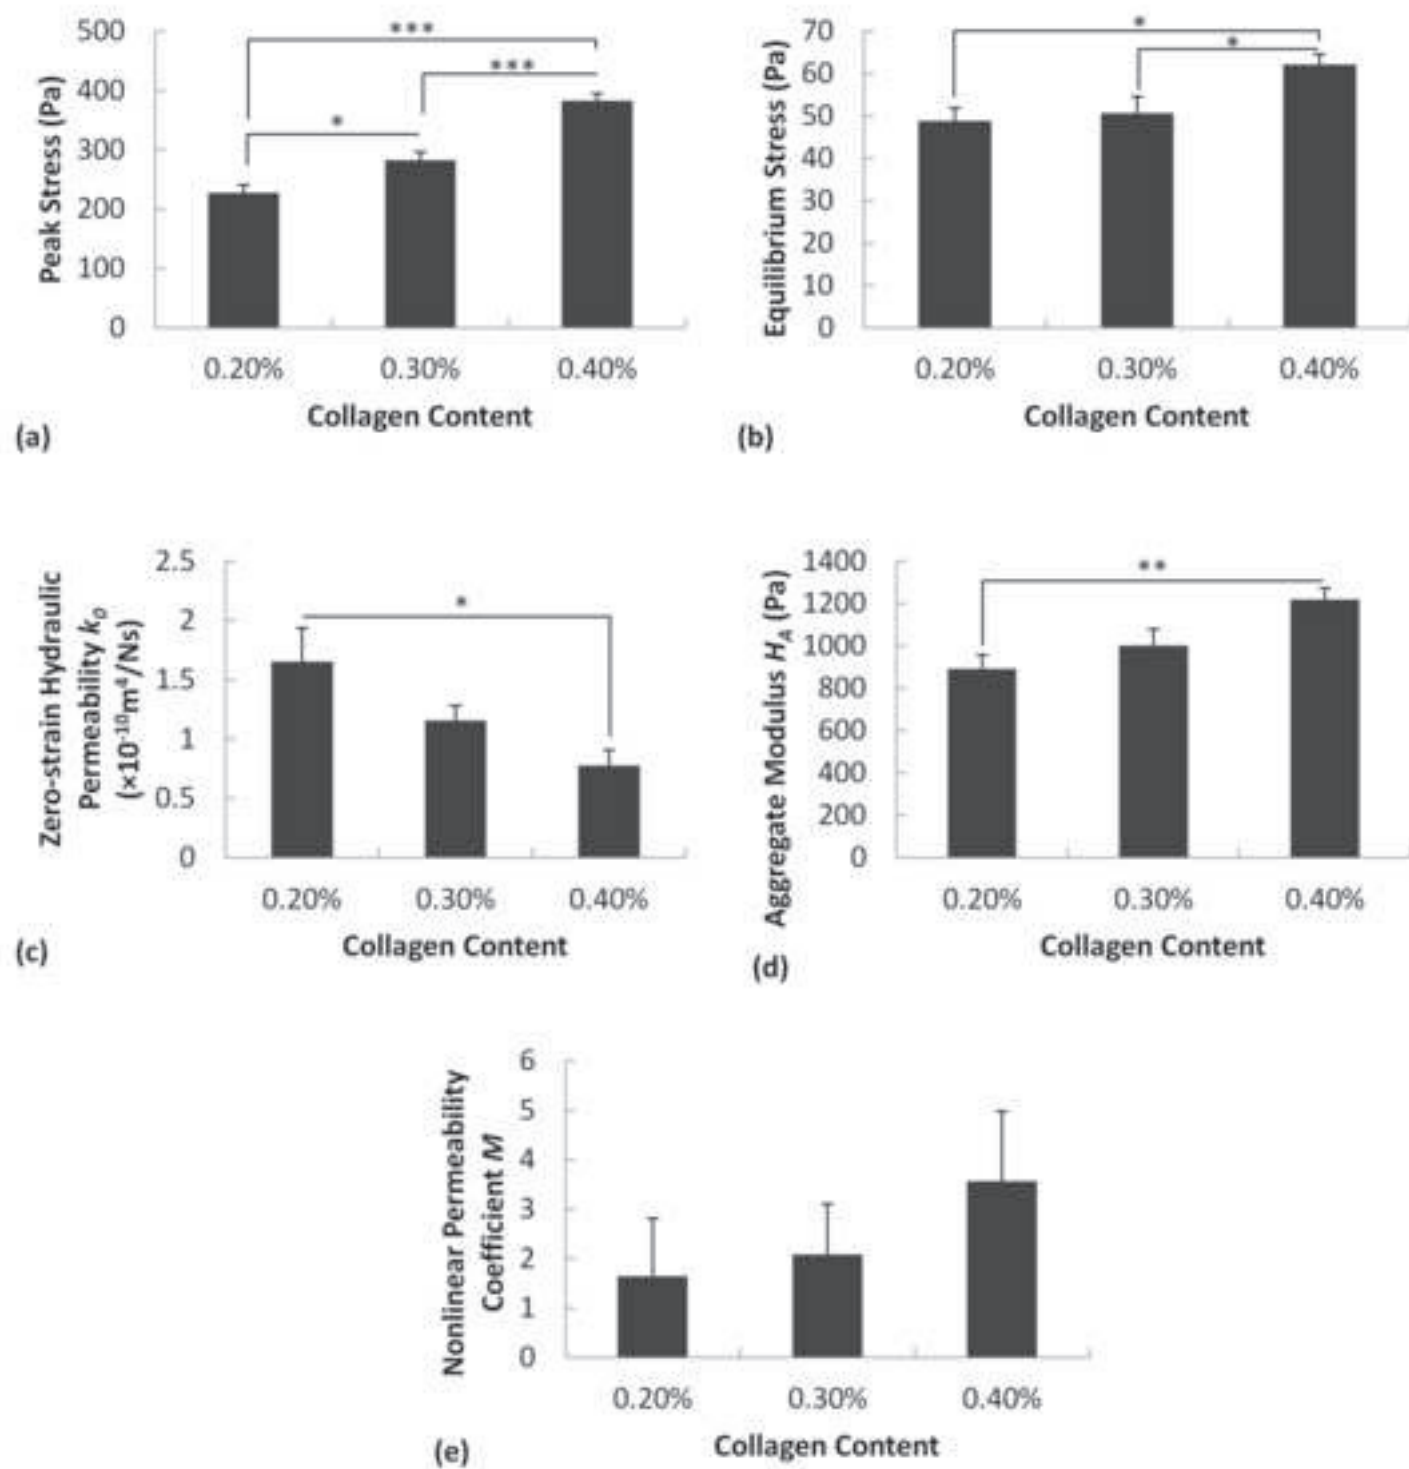 500
400
300
200
100
0
Peak Stress (Pa)
***
***
*
0.20% 0.30% 0.40%
Collagen Content
(a)
70
60
50
40
30
20
10
0
Equilibrium Stress (Pa)
*
*
0.20% 0.30% 0.40%
Collagen Content
(b)
2.5
2
1.5
1
0.5
0
Zero-strain Hydraulic
Permeability k₀
(×10⁻¹⁰m⁴/Ns)
*
0.20% 0.30% 0.40%
Collagen Content
(c)
1400
1200
1000
800
600
400
200
0
Aggregate Modulus H_A (Pa)
**
0.20% 0.30% 0.40%
Collagen Content
(d)
6
5
4
3
2
1
0
Nonlinear Permeability
Coefficient M
0.20% 0.30% 0.40%
Collagen Content
(e)